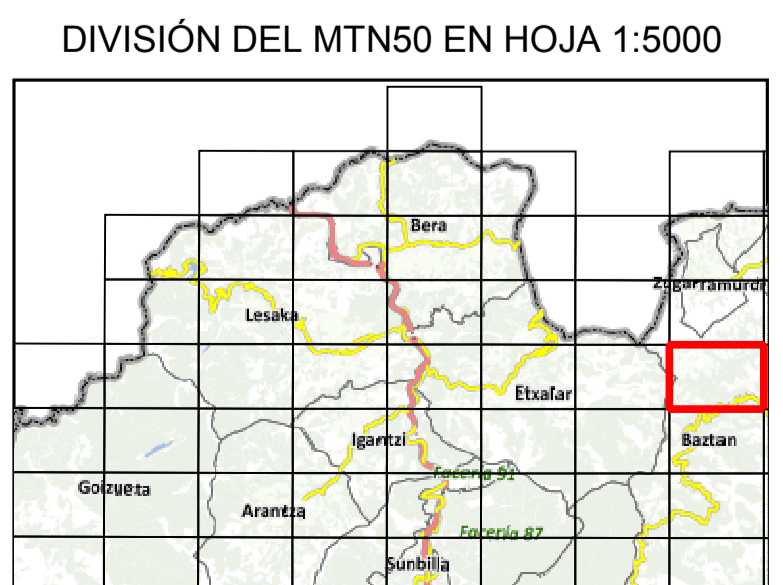 DIVISIÓN DEL MTN50 EN HOJA 1:5000
Bera
Zugarramurdi
Lesaka
Etxalar
Igantzi
Baztan
Facería 91
Goizueta
Arantza
Facería 87
Sunbilla